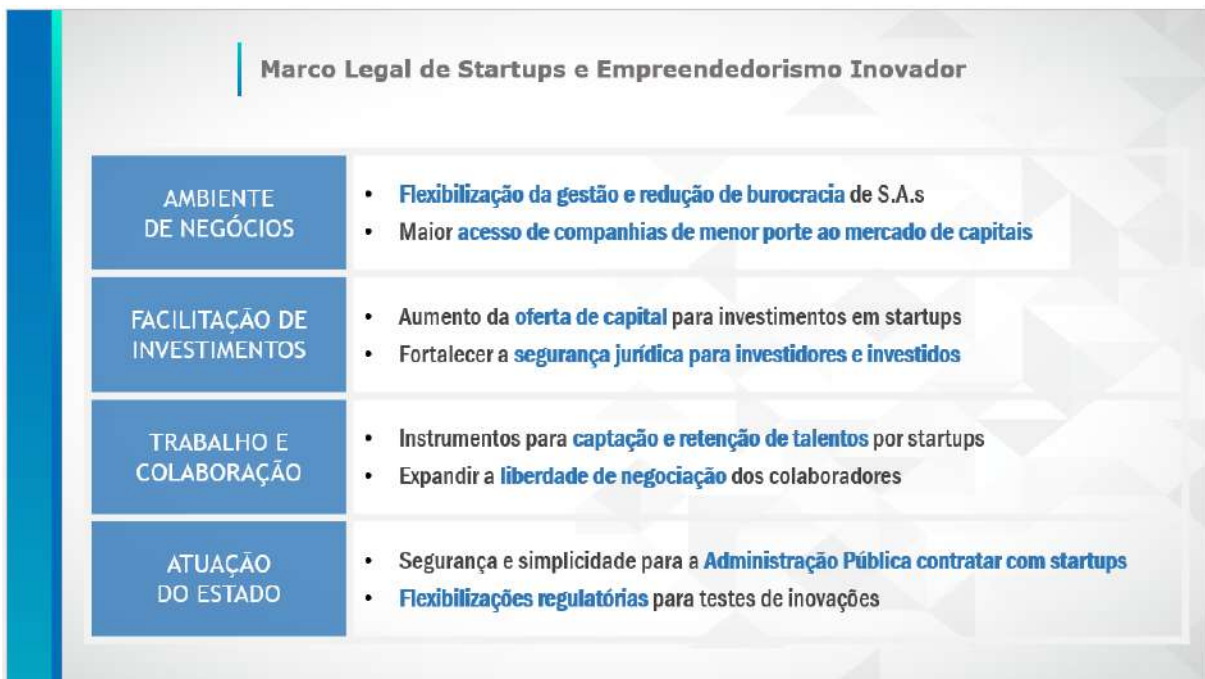 Marco Legal de Startups e Empreendedorismo Inovador
AMBIENTE
DE NEGÓCIOS
• Flexibilização da gestão e redução de burocracia de S.A.s
• Maior acesso de companhias de menor porte ao mercado de capitais
FACILITAÇÃO DE
INVESTIMENTOS
• Aumento da oferta de capital para investimentos em startups
• Fortalecer a segurança jurídica para investidores e investidos
TRABALHO E
COLABORAÇÃO
• Instrumentos para captação e retenção de talentos por startups
• Expandir a liberdade de negociação dos colaboradores
ATUAÇÃO
DO ESTADO
• Segurança e simplicidade para a Administração Pública contratar com startups
• Flexibilizações regulatórias para testes de inovações